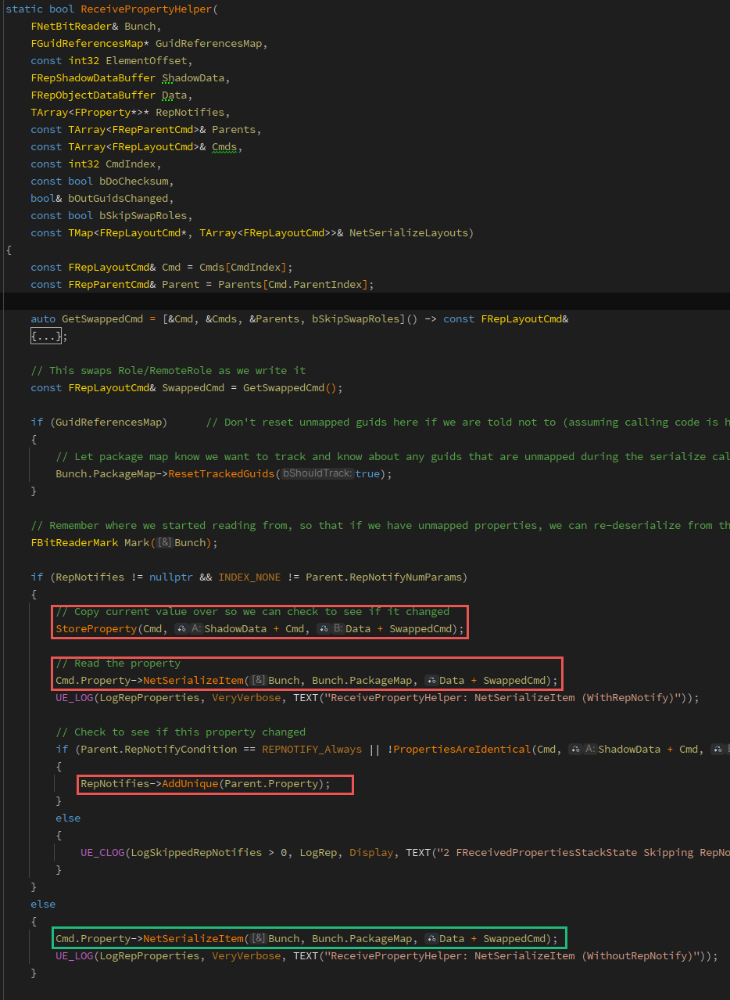 static bool ReceivePropertyHelper(
FNetBitReader& Bunch,
FGuidReferencesMap* GuidReferencesMap,
const int32 ElementOffset,
FRepShadowDataBuffer ShadowData,
FRepObjectDataBuffer Data,
TArray<FProperty*>* RepNotifies,
const TArray<FRepParentCmd>& Parents,
const TArray<FRepLayoutCmd>& Cmds,
const int32 CmdIndex,
const bool bDoChecksum,
bool& bOutGuidsChanged,
const bool bSkipSwapRoles,
const TMap<FRepLayoutCmd*, TArray<FRepLayoutCmd>>& NetSerializeLayouts)
{
const FRepLayoutCmd& Cmd = Cmds[CmdIndex];
const FRepParentCmd& Parent = Parents[Cmd.ParentIndex];
auto GetSwappedCmd = [&Cmd, &Cmds, &Parents, bSkipSwapRoles]() -> const FRepLayoutCmd&
{...};
// This swaps Role/RemoteRole as we write it
const FRepLayoutCmd& SwappedCmd = GetSwappedCmd();
if (GuidReferencesMap) // Don't reset unmapped guids here if we are told not to (assuming calling code is h
{
// Let package map know we want to track and know about any guids that are unmapped during the serialize cal
Bunch.PackageMap->ResetTrackedGuids(bShouldTrack: true);
}
// Remember where we started reading from, so that if we have unmapped properties, we can re-deserialize from th
FBitReaderMark Mark([&] Bunch);
if (RepNotifies != nullptr && INDEX_NONE != Parent.RepNotifyNumParams)
{
// Copy current value over so we can check to see if it changed
StoreProperty(Cmd, A: ShadowData + Cmd, B: Data + SwappedCmd);
// Read the property
Cmd.Property->NetSerializeItem([&] Bunch, Bunch.PackageMap, Data + SwappedCmd);
UE_LOG(LogRepProperties, VeryVerbose, TEXT("ReceivePropertyHelper: NetSerializeItem (WithRepNotify)"));
// Check to see if this property changed
if (Parent.RepNotifyCondition == REPNOTIFY_Always || !PropertiesAreIdentical(Cmd, A: ShadowData + Cmd,
{
RepNotifies->AddUnique(Parent.Property);
}
else
{
UE_CLOG(LogSkippedRepNotifies > 0, LogRep, Display, TEXT("2 FReceivedPropertiesStackState Skipping RepNo
}
}
else
{
Cmd.Property->NetSerializeItem([&] Bunch, Bunch.PackageMap, Data + SwappedCmd);
UE_LOG(LogRepProperties, VeryVerbose, TEXT("ReceivePropertyHelper: NetSerializeItem (WithoutRepNotify)"));
}